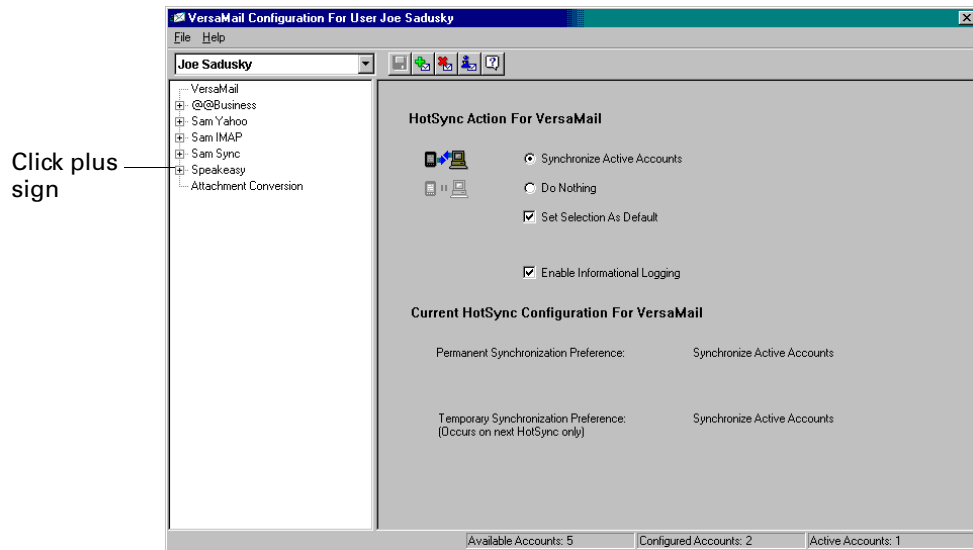 VersaMail Configuration For User Joe Sadusky
File Help
Joe Sadusky
VersaMail
@@Business
Sam Yahoo
Sam IMAP
Sam Sync
Speakeasy
Attachment Conversion
Click plus
sign
HotSync Action For VersaMail
Synchronize Active Accounts
Do Nothing
Set Selection As Default
Enable Informational Logging
Current HotSync Configuration For VersaMail
Permanent Synchronization Preference: Synchronize Active Accounts
Temporary Synchronization Preference: Synchronize Active Accounts
(Occurs on next HotSync only)
Available Accounts: 5 Configured Accounts: 2 Active Accounts: 1